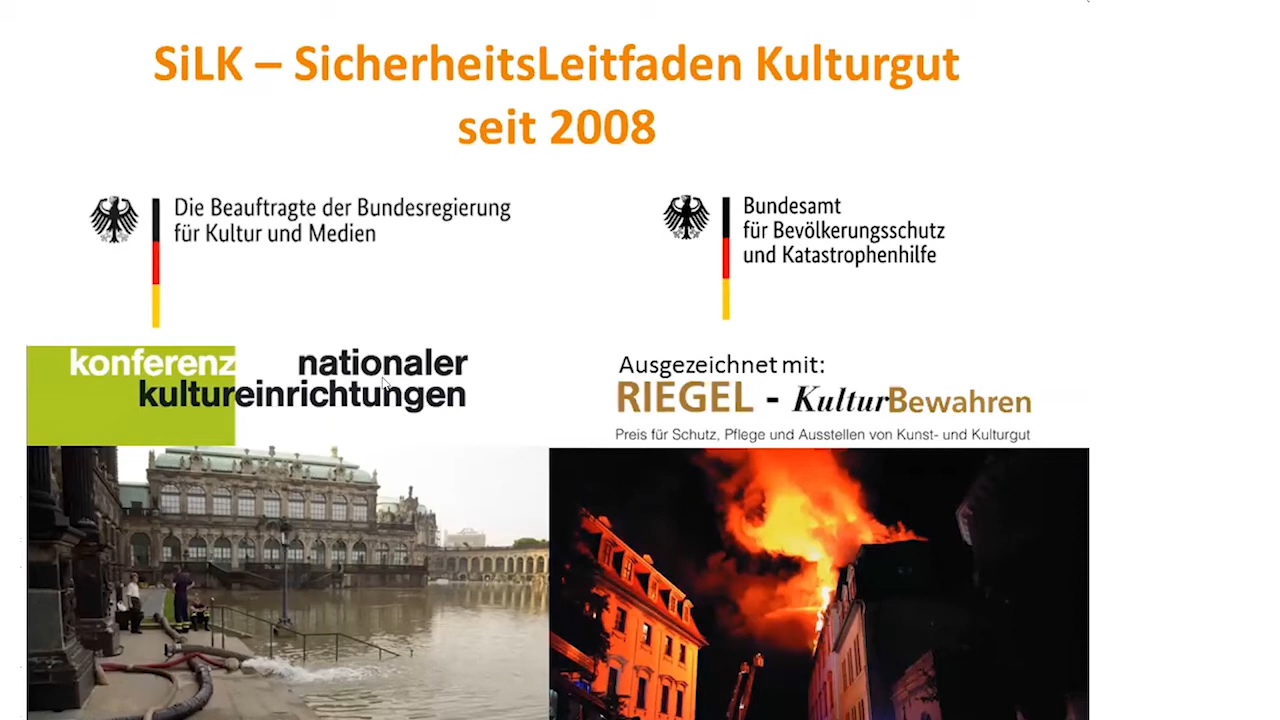 SiLK – SicherheitsLeitfaden Kulturgut
seit 2008
Die Beauftragte der Bundesregierung
für Kultur und Medien
Bundesamt
für Bevölkerungsschutz
und Katastrophenhilfe
konferenz nationaler
kultureinrichtungen
Ausgezeichnet mit:
RIEGEL - KulturBewahren
Preis für Schutz, Pflege und Ausstellen von Kunst- und Kulturgut